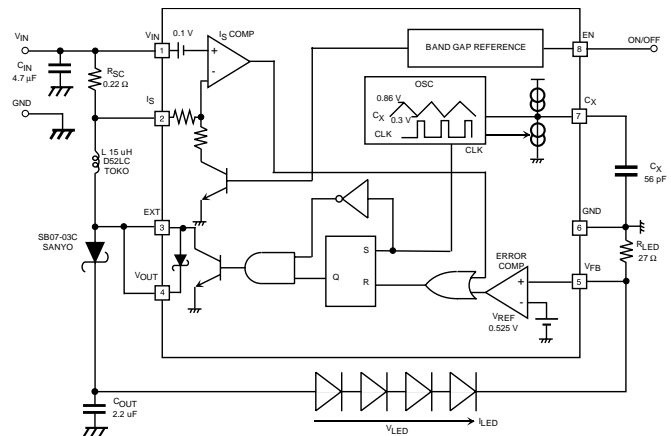 VIN
VIN
1
0.1 V
IS COMP
+
-
BAND GAP REFERENCE
EN
8
ON/OFF
CIN
4.7 µF
RSC
0.22 Ω
GND
IS
2
OSC
0.86 V
CX
0.3 V
CLK
CLK
CX
7
CX
56 pF
L 15 uH
D52LC
TOKO
EXT
3
SB07-03C
SANYO
VOUT
4
S
Q
R
GND
6
RLED
27 Ω
ERROR
COMP
VFB
5
+
-
VREF
0.525 V
COUT
2.2 uF
VLED
ILED